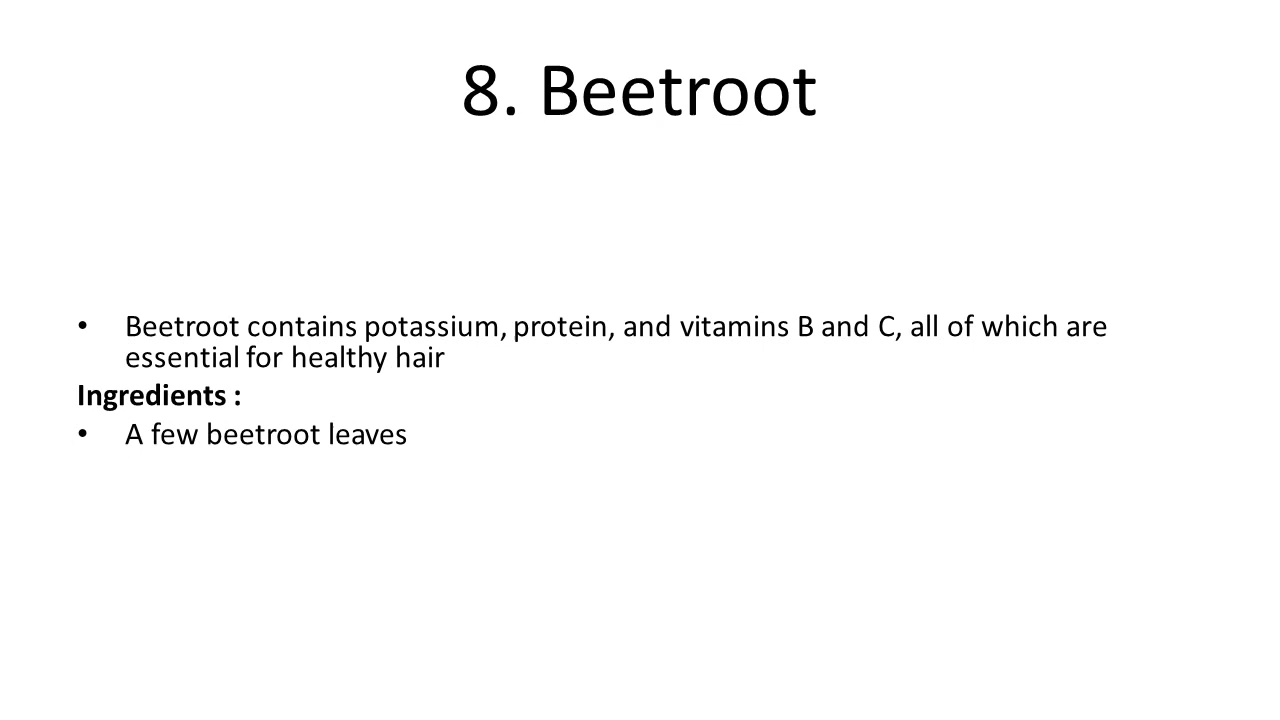 8. Beetroot
• Beetroot contains potassium, protein, and vitamins B and C, all of which are
essential for healthy hair
Ingredients :
• A few beetroot leaves